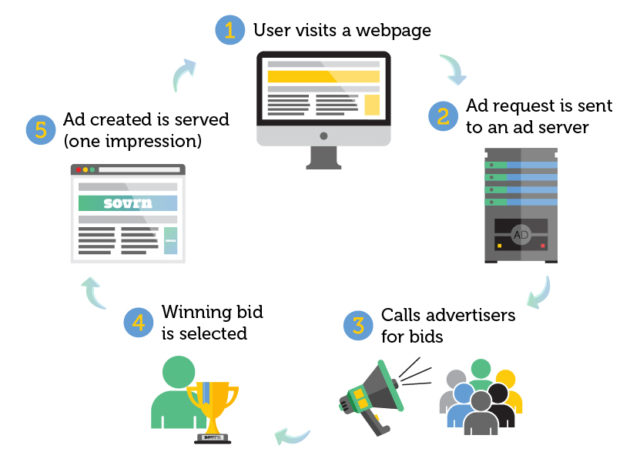 1 User visits a webpage
2 Ad request is sent
to an ad server
3 Calls advertisers
for bids
4 Winning bid
is selected
5 Ad created is served
(one impression)
sovrn
AD